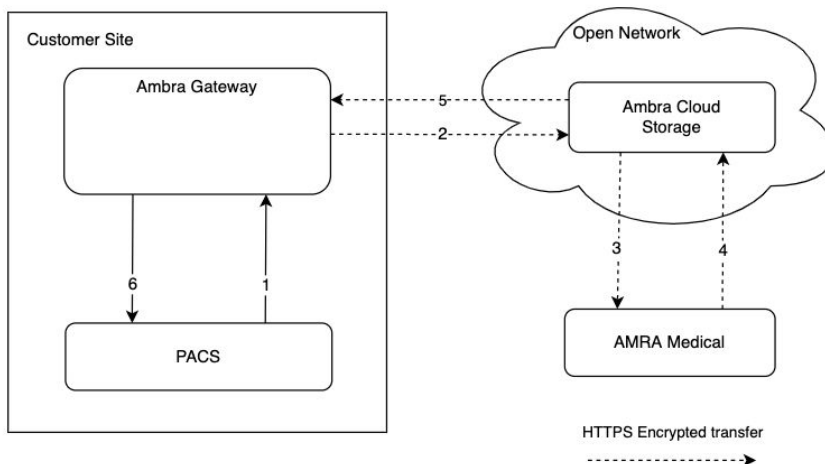 Customer Site
Open Network
Ambra Gateway
Ambra Cloud
Storage
5
2
3
4
6
1
PACS
AMRA Medical
HTTPS Encrypted transfer